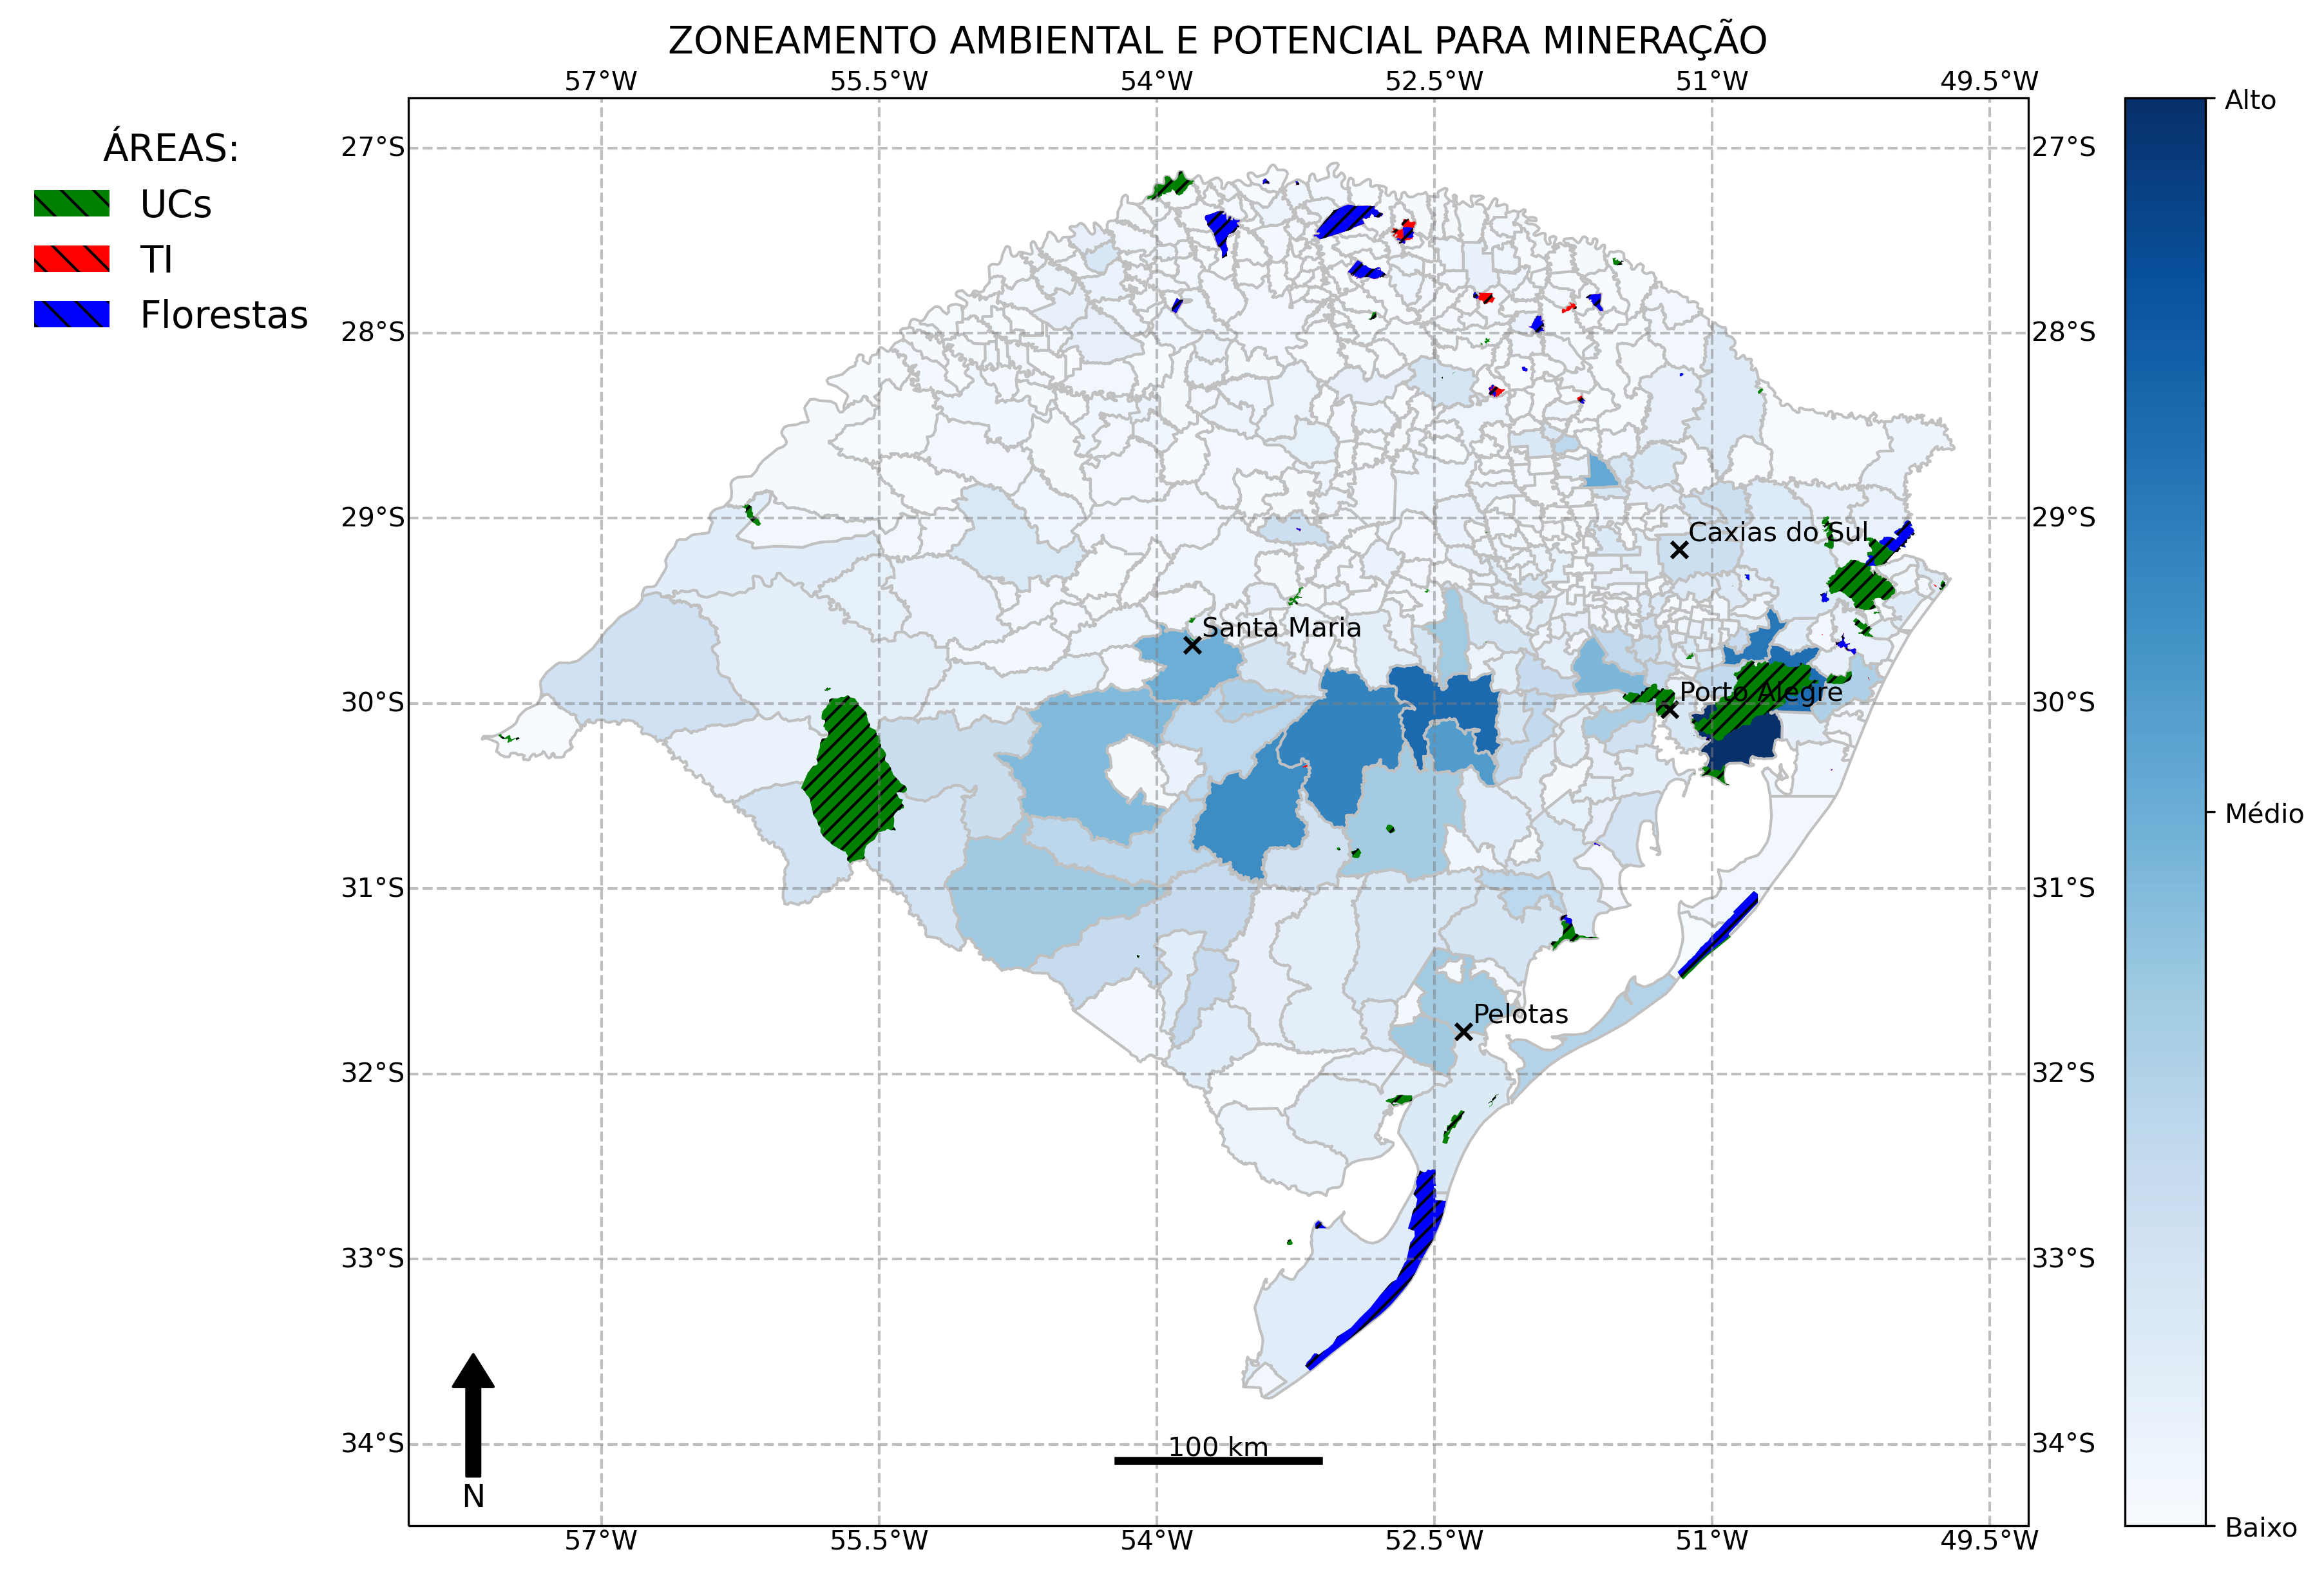 ZONEAMENTO AMBIENTAL E POTENCIAL PARA MINERAÇÃO
57°W 55.5°W 54°W 52.5°W 51°W 49.5°W
Alto
ÁREAS:
UCs
TI
Florestas
27°S 27°S
28°S 28°S
29°S 29°S
Caxias do Sul
Santa Maria
30°S 30°S
Porto Alegre
Médio
31°S 31°S
Pelotas
32°S 32°S
33°S 33°S
34°S 34°S
100 km
N
Baixo
57°W 55.5°W 54°W 52.5°W 51°W 49.5°W